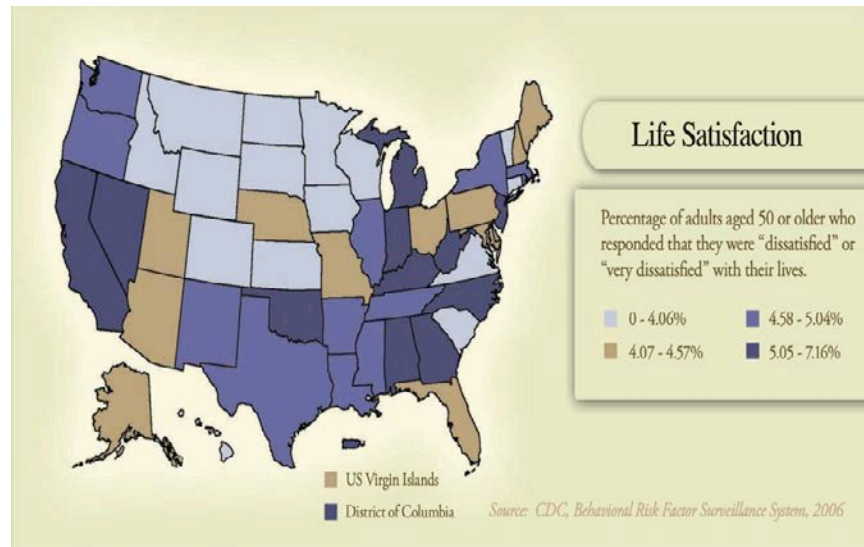 Life Satisfaction
Percentage of adults aged 50 or older who
responded that they were “dissatisfied” or
“very dissatisfied” with their lives.
0 - 4.06%
4.58 - 5.04%
4.07 - 4.57%
5.05 - 7.16%
US Virgin Islands
District of Columbia
Source: CDC, Behavioral Risk Factor Surveillance System, 2006